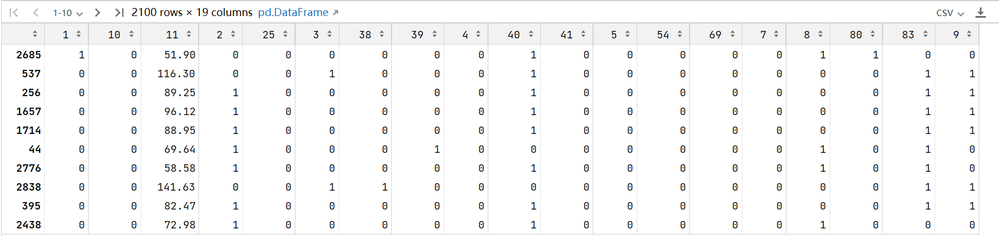 1-10 2100 rows × 19 columns pd.DataFrame CSV
1 10 11 2 25 3 38 39 4 40 41 5 54 69 7 8 80 83 9
2685 1 0 51.90 0 0 0 0 0 0 1 0 0 0 0 0 1 1 0 0
537 0 0 116.30 0 0 1 0 0 0 1 0 0 0 0 0 0 0 1 1
256 0 0 89.25 1 0 0 0 0 0 1 0 0 0 0 0 0 0 1 1
1657 0 0 96.12 1 0 0 0 0 0 1 0 0 0 0 0 0 0 1 1
1714 0 0 88.95 1 0 0 0 0 0 1 0 0 0 0 0 0 0 1 1
44 0 0 69.64 1 0 0 0 1 0 0 0 0 0 0 0 1 0 1 0
2776 0 0 58.58 1 0 0 0 0 0 1 0 0 0 0 0 1 0 1 0
2838 0 0 141.63 0 0 1 1 0 0 0 0 0 0 0 0 0 0 1 1
395 0 0 82.47 1 0 0 0 0 0 1 0 0 0 0 0 0 0 1 1
2438 0 0 72.98 1 0 0 0 0 0 1 0 0 0 0 0 1 0 0 0